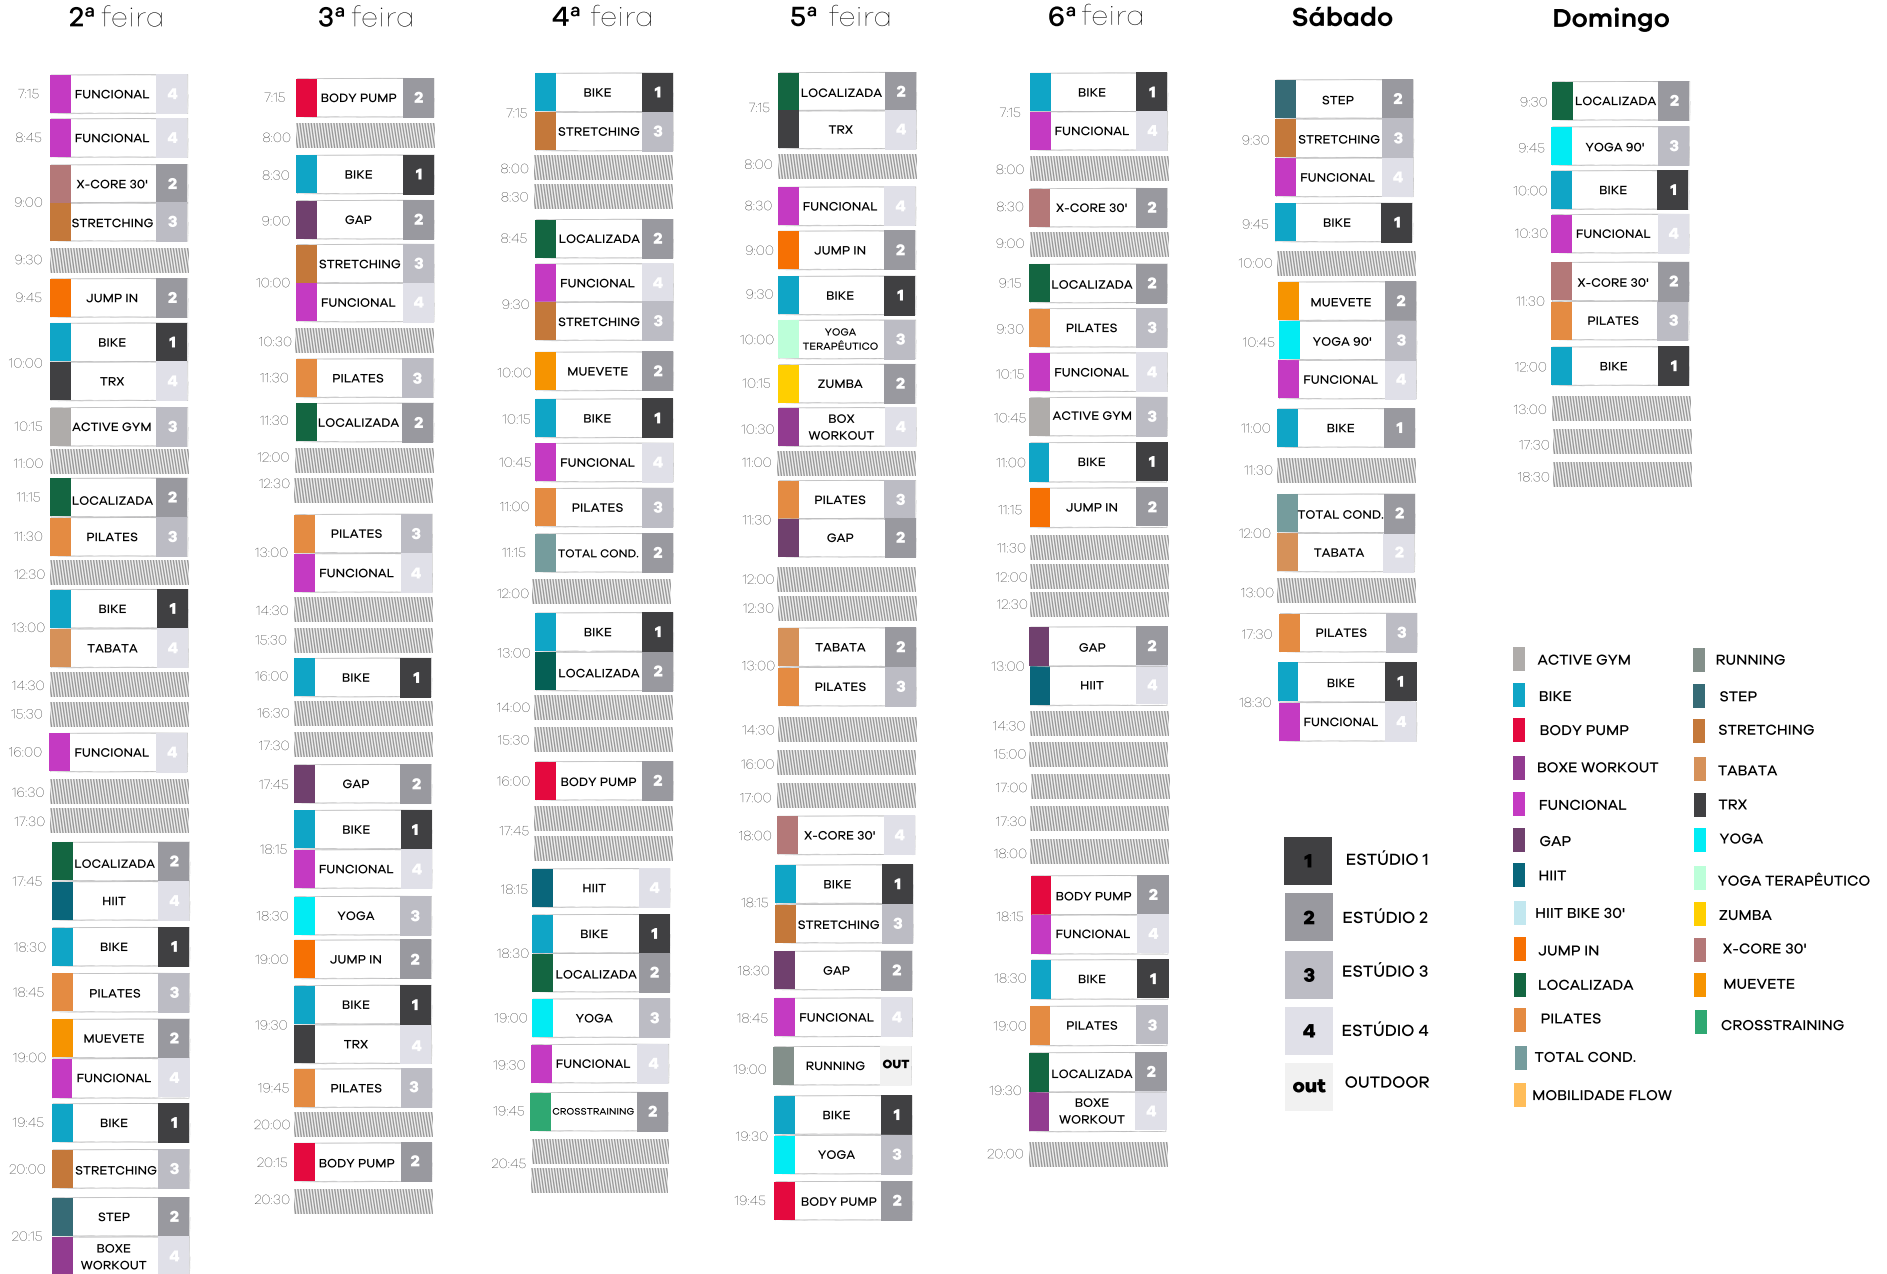 2ª feira
7:15
FUNCIONAL 4
8:45
FUNCIONAL 4
9:00
X-CORE 30' 2
STRETCHING 3
9:30
9:45
JUMP IN 2
10:00
BIKE 1
TRX 4
10:15
ACTIVE GYM 3
11:00
11:15
LOCALIZADA 2
11:30
PILATES 3
12:30
13:00
BIKE 1
TABATA 4
14:30
15:30
16:00
FUNCIONAL 4
16:30
17:30
17:45
LOCALIZADA 2
HIIT 4
18:30
BIKE 1
18:45
PILATES 3
19:00
MUEVETE 2
FUNCIONAL 4
19:45
BIKE 1
20:00
STRETCHING 3
20:15
STEP 2
BOXE
WORKOUT 4
3ª feira
7:15
BODY PUMP 2
8:00
8:30
BIKE 1
9:00
GAP 2
10:00
STRETCHING 3
FUNCIONAL 4
10:30
11:30
PILATES 3
11:30
LOCALIZADA 2
12:00
12:30
13:00
PILATES 3
FUNCIONAL 4
14:30
15:30
16:00
BIKE 1
16:30
17:30
17:45
GAP 2
18:15
BIKE 1
FUNCIONAL 4
18:30
YOGA 3
19:00
JUMP IN 2
19:30
BIKE 1
TRX 4
19:45
PILATES 3
20:00
20:15
BODY PUMP 2
20:30
4ª feira
7:15
BIKE 1
STRETCHING 3
8:00
8:30
8:45
LOCALIZADA 2
9:30
FUNCIONAL 4
STRETCHING 3
10:00
MUEVETE 2
10:15
BIKE 1
10:45
FUNCIONAL 4
11:00
PILATES 3
11:15
TOTAL COND. 2
12:00
13:00
BIKE 1
LOCALIZADA 2
14:00
15:30
16:00
BODY PUMP 2
17:45
18:15
HIIT 4
18:30
BIKE 1
LOCALIZADA 2
19:00
YOGA 3
19:30
FUNCIONAL 4
19:45
CROSSTRAINING 2
20:45
5ª feira
7:15
LOCALIZADA 2
TRX 4
8:00
8:30
FUNCIONAL 4
9:00
JUMP IN 2
9:30
BIKE 1
10:00
YOGA
TERAPÊUTICO 3
10:15
ZUMBA 2
10:30
BOX
WORKOUT 4
11:00
11:30
PILATES 3
GAP 2
12:00
12:30
13:00
TABATA 2
PILATES 3
14:30
16:00
17:00
18:00
X-CORE 30' 4
18:15
BIKE 1
STRETCHING 3
18:30
GAP 2
18:45
FUNCIONAL 4
19:00
RUNNING OUT
19:30
BIKE 1
YOGA 3
19:45
BODY PUMP 2
6ª feira
7:15
BIKE 1
FUNCIONAL 4
8:00
8:30
X-CORE 30' 2
9:00
9:15
LOCALIZADA 2
9:30
PILATES 3
10:15
FUNCIONAL 4
10:45
ACTIVE GYM 3
11:00
BIKE 1
11:15
JUMP IN 2
11:30
12:00
12:30
13:00
GAP 2
HIIT 4
14:30
15:00
17:00
17:30
18:00
18:15
BODY PUMP 2
FUNCIONAL 4
18:30
BIKE 1
19:00
PILATES 3
19:30
LOCALIZADA 2
BOXE
WORKOUT 4
20:00
Sábado
9:30
STEP 2
STRETCHING 3
FUNCIONAL 4
9:45
BIKE 1
10:00
10:45
MUEVETE 2
YOGA 90' 3
FUNCIONAL 4
11:00
BIKE 1
11:30
12:00
TOTAL COND. 2
TABATA 2
13:00
17:30
PILATES 3
18:30
BIKE 1
FUNCIONAL 4
Domingo
9:30
LOCALIZADA 2
9:45
YOGA 90' 3
10:00
BIKE 1
10:30
FUNCIONAL 4
11:30
X-CORE 30' 2
PILATES 3
12:00
BIKE 1
13:00
17:30
18:30
1 ESTÚDIO 1
2 ESTÚDIO 2
3 ESTÚDIO 3
4 ESTÚDIO 4
out OUTDOOR
ACTIVE GYM
BIKE
BODY PUMP
BOXE WORKOUT
FUNCIONAL
GAP
HIIT
HIIT BIKE 30'
JUMP IN
LOCALIZADA
PILATES
TOTAL COND.
MOBILIDADE FLOW
RUNNING
STEP
STRETCHING
TABATA
TRX
YOGA
YOGA TERAPÊUTICO
ZUMBA
X-CORE 30'
MUEVETE
CROSSTRAINING